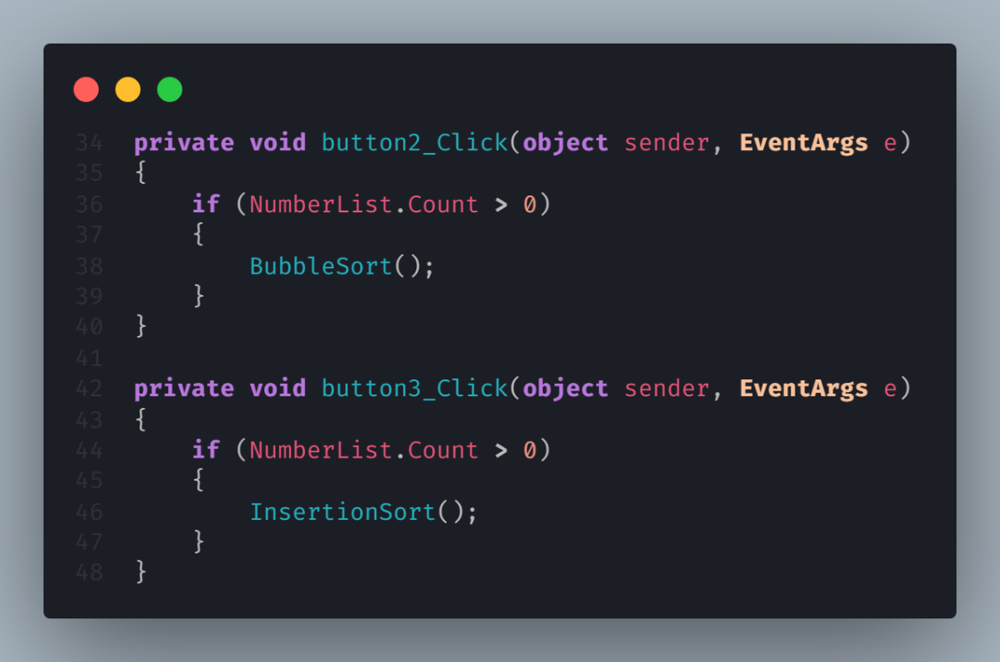 34 private void button2_Click(object sender, EventArgs e)
35 {
36     if (NumberList.Count > 0)
37     {
38         BubbleSort();
39     }
40 }
41
42 private void button3_Click(object sender, EventArgs e)
43 {
44     if (NumberList.Count > 0)
45     {
46         InsertionSort();
47     }
48 }